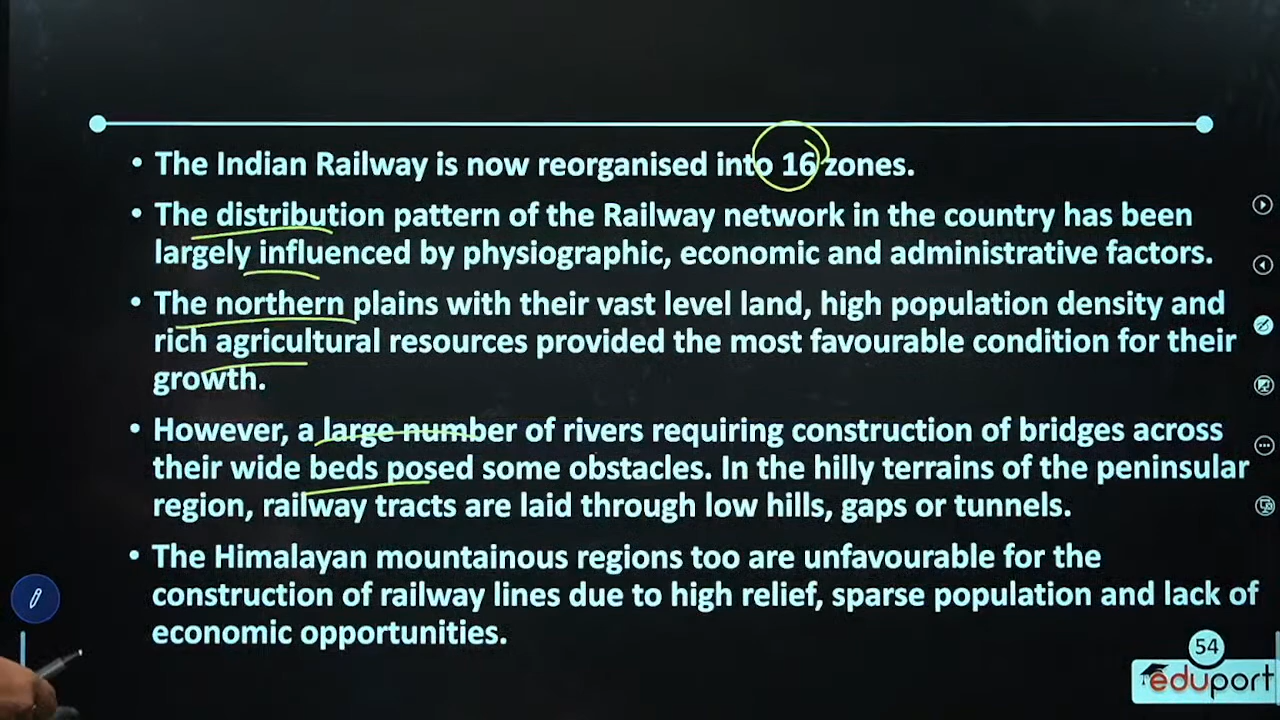 • The Indian Railway is now reorganised into 16 zones.
• The distribution pattern of the Railway network in the country has been
largely influenced by physiographic, economic and administrative factors.
• The northern plains with their vast level land, high population density and
rich agricultural resources provided the most favourable condition for their
growth.
• However, a large number of rivers requiring construction of bridges across
their wide beds posed some obstacles. In the hilly terrains of the peninsular
region, railway tracts are laid through low hills, gaps or tunnels.
• The Himalayan mountainous regions too are unfavourable for the
construction of railway lines due to high relief, sparse population and lack of
economic opportunities.
54
eduport